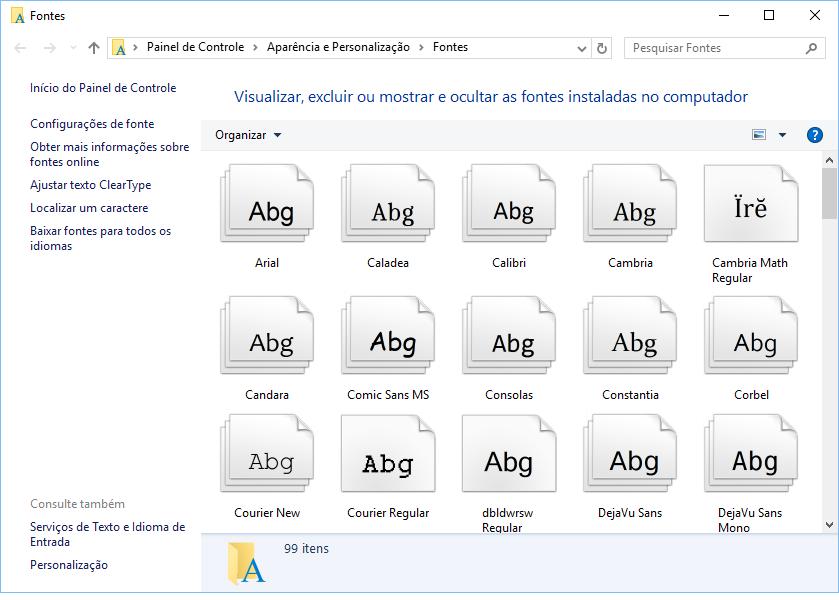 Fontes
Painel de Controle > Aparência e Personalização > Fontes
Pesquisar Fontes
Início do Painel de Controle
Configurações de fonte
Obter mais informações sobre
fontes online
Ajustar texto ClearType
Localizar um caractere
Baixar fontes para todos os
idiomas
Consulte também
Serviços de Texto e Idioma de
Entrada
Personalização
Visualizar, excluir ou mostrar e ocultar as fontes instaladas no computador
Organizar
?
Abg
Abg
Abg
Abg
Ïrĕ
Arial
Caladea
Calibri
Cambria
Cambria Math
Regular
Abg
Abg
Abg
Abg
Abg
Candara
Comic Sans MS
Consolas
Constantia
Corbel
Abg
Abg
Abg
Abg
Abg
Courier New
Courier Regular
dbldwrsw
Regular
DejaVu Sans
DejaVu Sans
Mono
A
99 itens